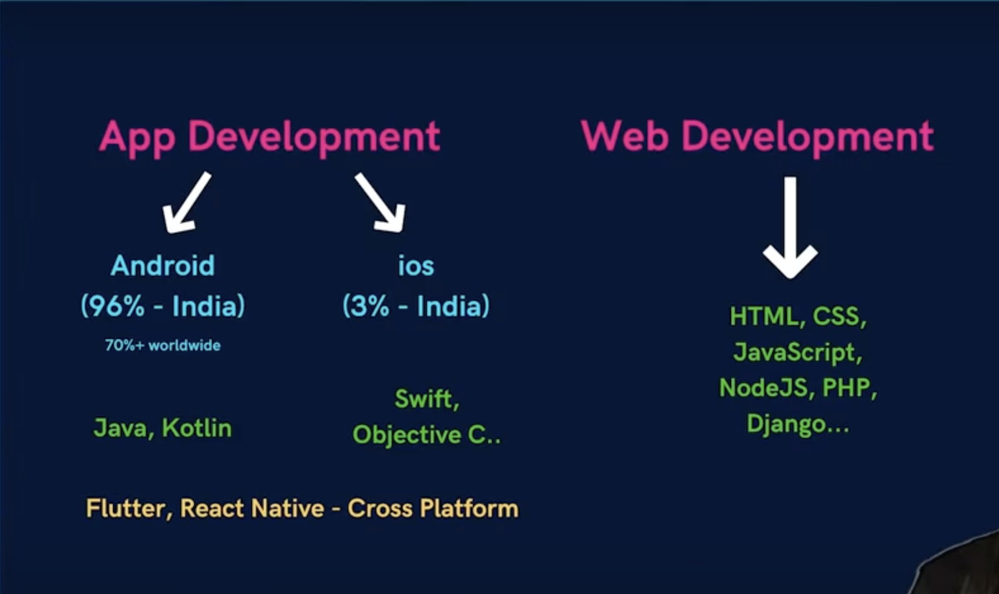 App Development
Android
(96% - India)
70%+ worldwide
Java, Kotlin
ios
(3% - India)
Swift,
Objective C..
Flutter, React Native - Cross Platform
Web Development
HTML, CSS,
JavaScript,
NodeJS, PHP,
Django...